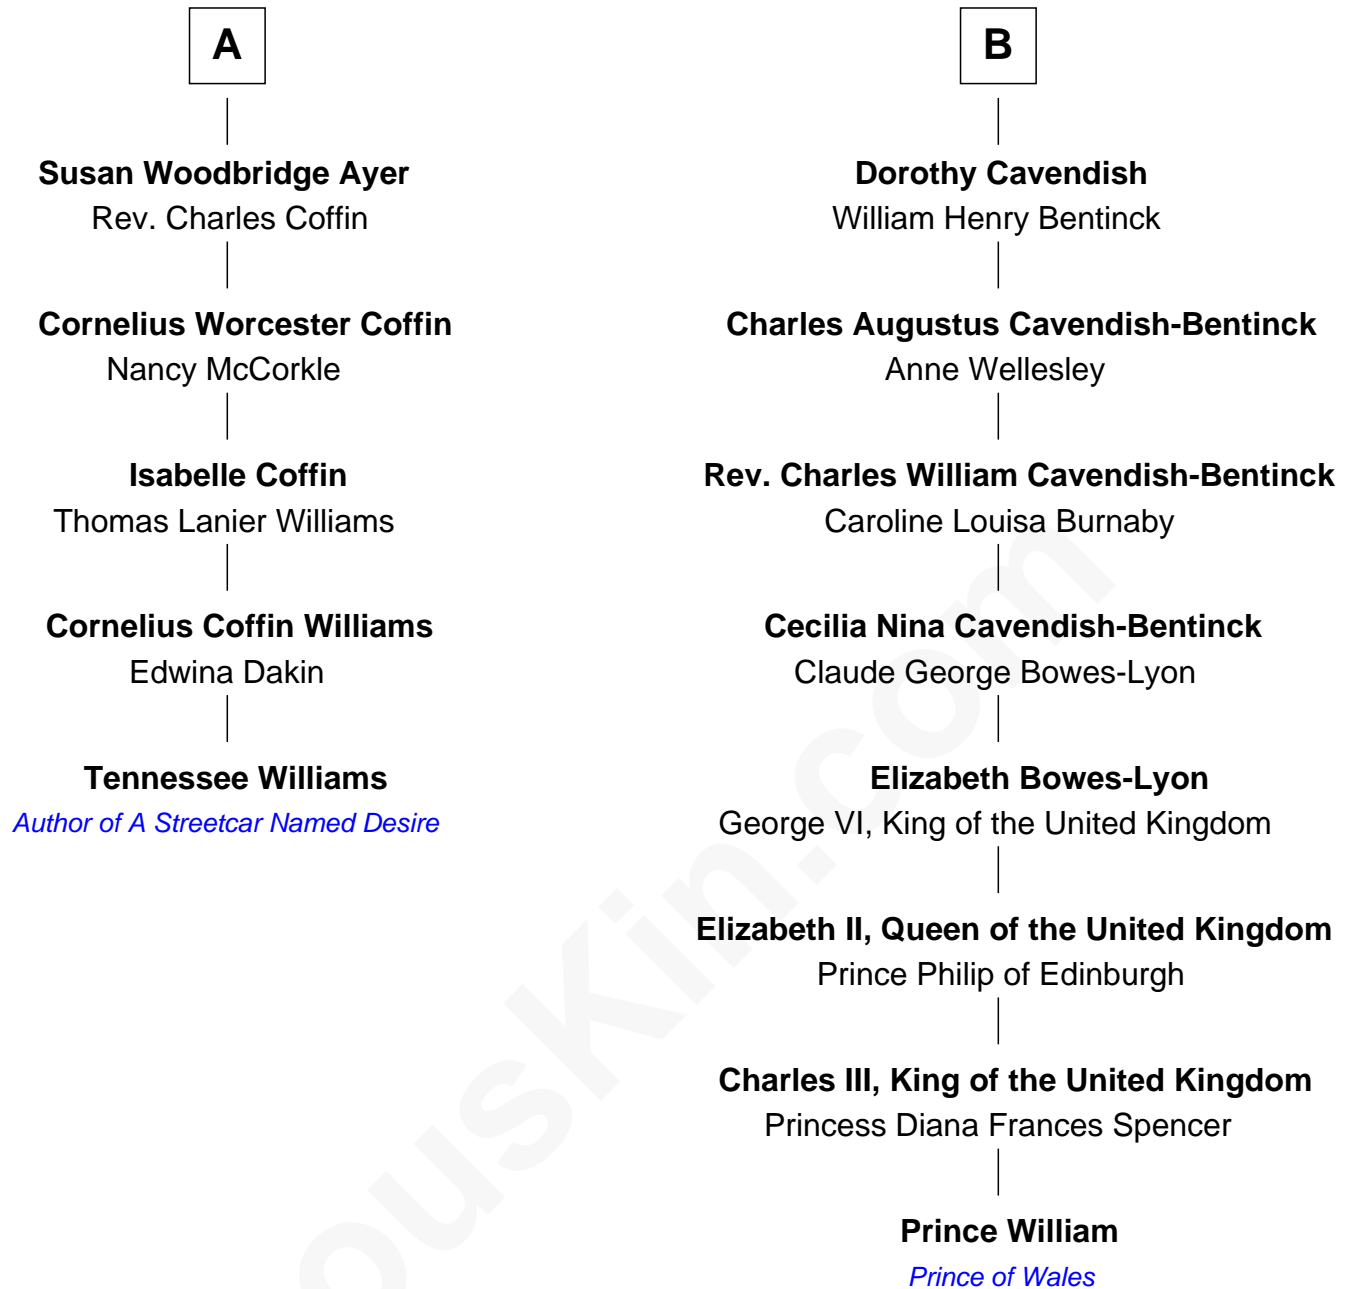 A
Susan Woodbridge Ayer
Rev. Charles Coffin
Cornelius Worcester Coffin
Nancy McCorkle
Isabelle Coffin
Thomas Lanier Williams
Cornelius Coffin Williams
Edwina Dakin
Tennessee Williams
Author of A Streetcar Named Desire
B
Dorothy Cavendish
William Henry Bentinck
Charles Augustus Cavendish-Bentinck
Anne Wellesley
Rev. Charles William Cavendish-Bentinck
Caroline Louisa Burnaby
Cecilia Nina Cavendish-Bentinck
Claude George Bowes-Lyon
Elizabeth Bowes-Lyon
George VI, King of the United Kingdom
Elizabeth II, Queen of the United Kingdom
Prince Philip of Edinburgh
Charles III, King of the United Kingdom
Princess Diana Frances Spencer
Prince William
Prince of Wales
ousKin.com